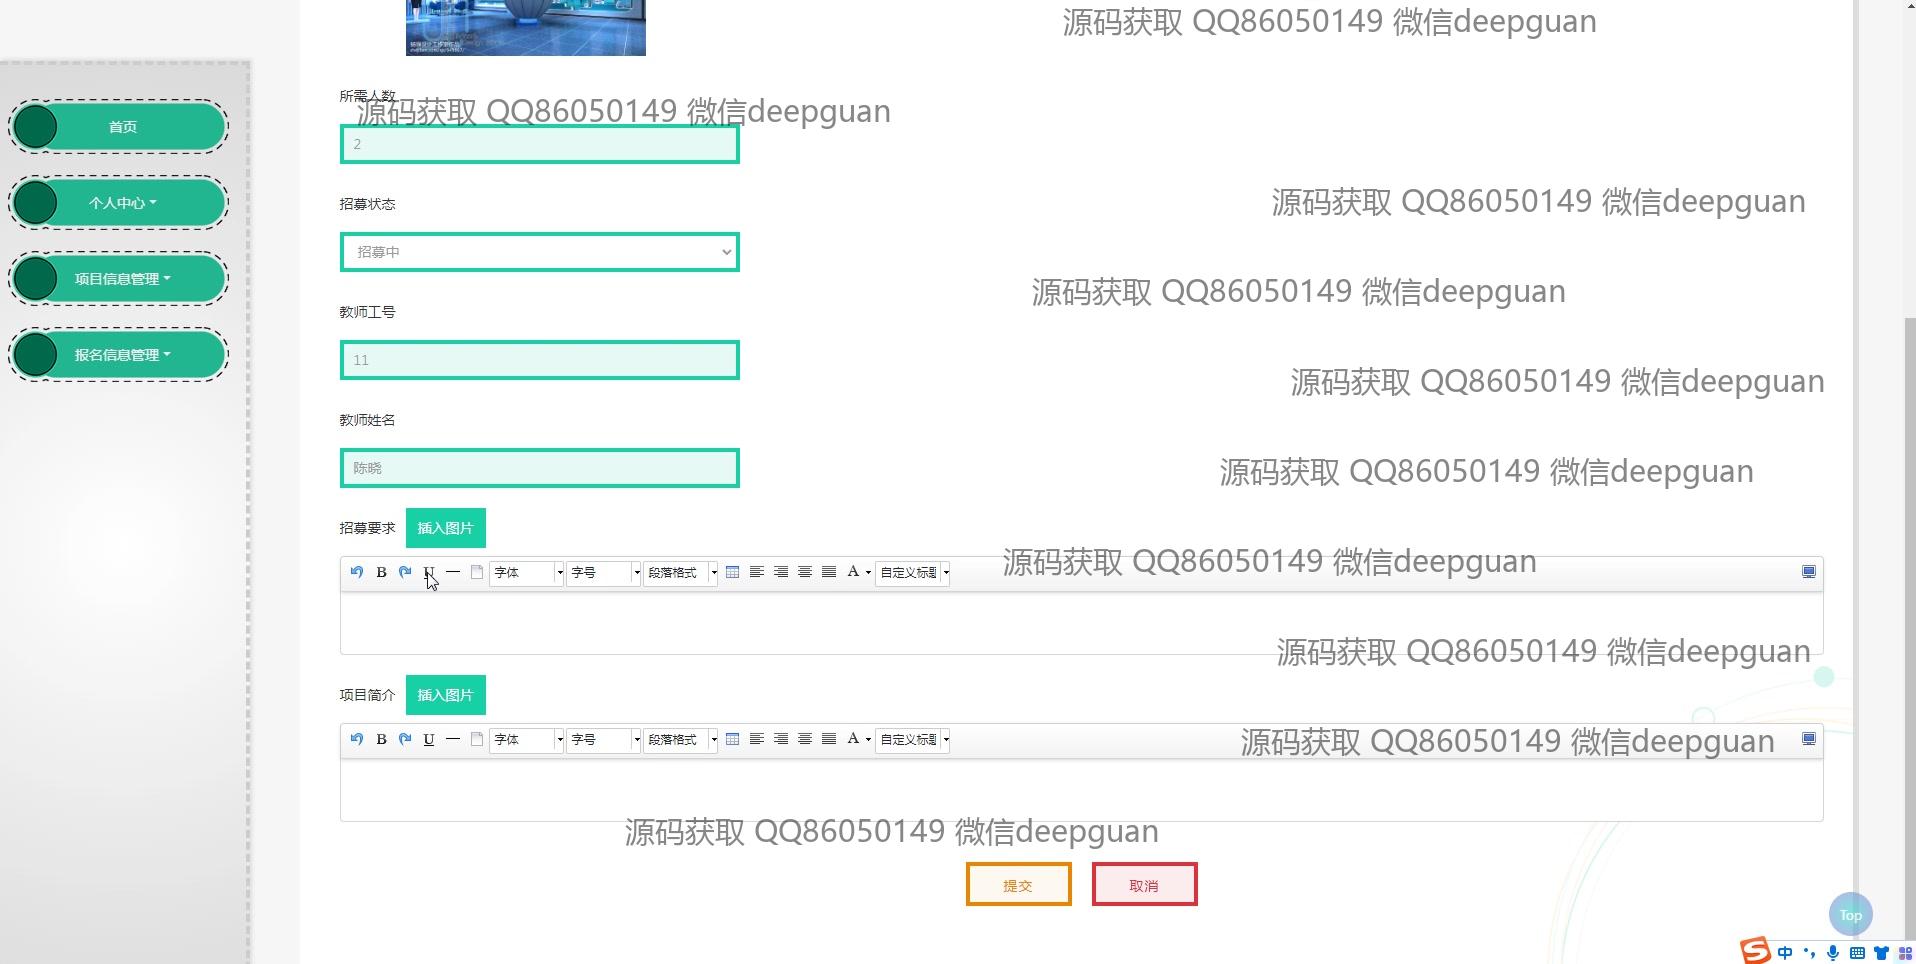 源码获取 QQ86050149 微信deepguan
所需人数
源码获取 QQ86050149 微信deepguan
首页
2
个人中心
源码获取 QQ86050149 微信deepguan
招募状态
招募中
项目信息管理
源码获取 QQ86050149 微信deepguan
教师工号
报名信息管理
11
源码获取 QQ86050149 微信deepguan
教师姓名
陈晓
源码获取 QQ86050149 微信deepguan
招募要求 插入图片
源码获取 QQ86050149 微信deepguan
B U 字体 字号 段落格式 A 自定义标题
源码获取 QQ86050149 微信deepguan
项目简介 插入图片
B U 字体 字号 段落格式 A 自定义标题
源码获取 QQ86050149 微信deepguan
源码获取 QQ86050149 微信deepguan
提交 取消
Top
S 中